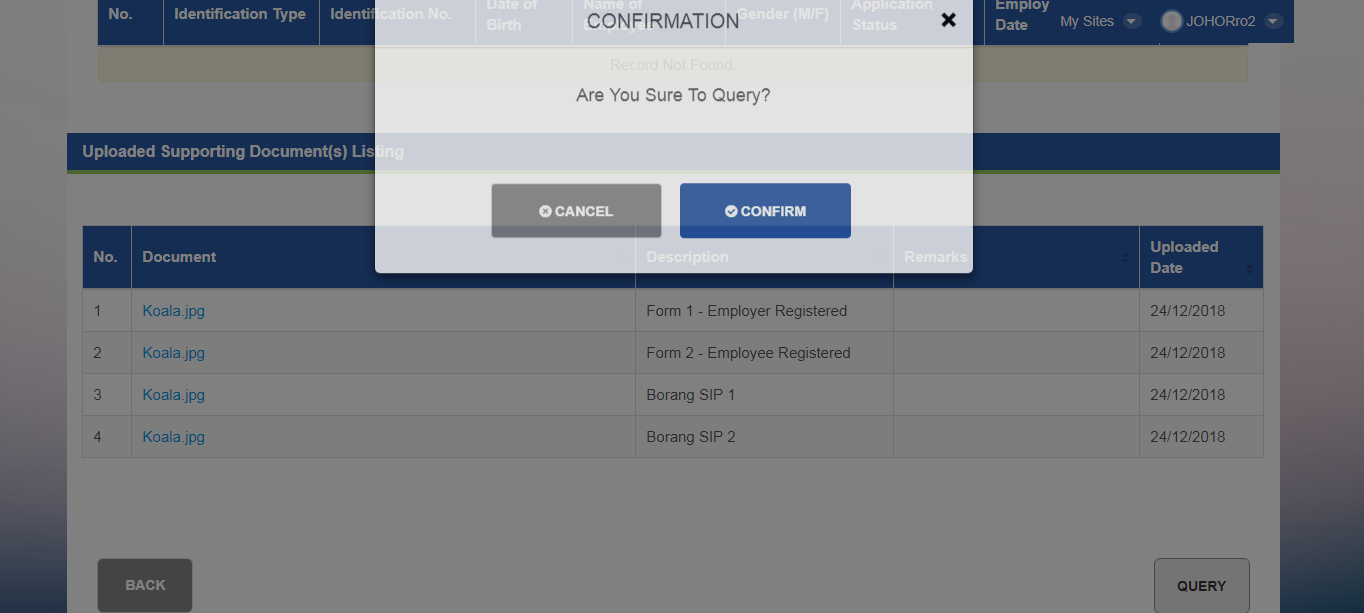 No.
Identification Type
Identification No.
Date of
Birth
Name of
Employee
Gender (M/F)
Application
Status
Employ
Date
My Sites
JOHORro2
CONFIRMATION
Record Not Found.
Are You Sure To Query?
Uploaded Supporting Document(s) Listing
CANCEL
CONFIRM
No.
Document
Description
Remarks
Uploaded
Date
1 Koala.jpg Form 1 - Employer Registered 24/12/2018
2 Koala.jpg Form 2 - Employee Registered 24/12/2018
3 Koala.jpg Borang SIP 1 24/12/2018
4 Koala.jpg Borang SIP 2 24/12/2018
BACK
QUERY